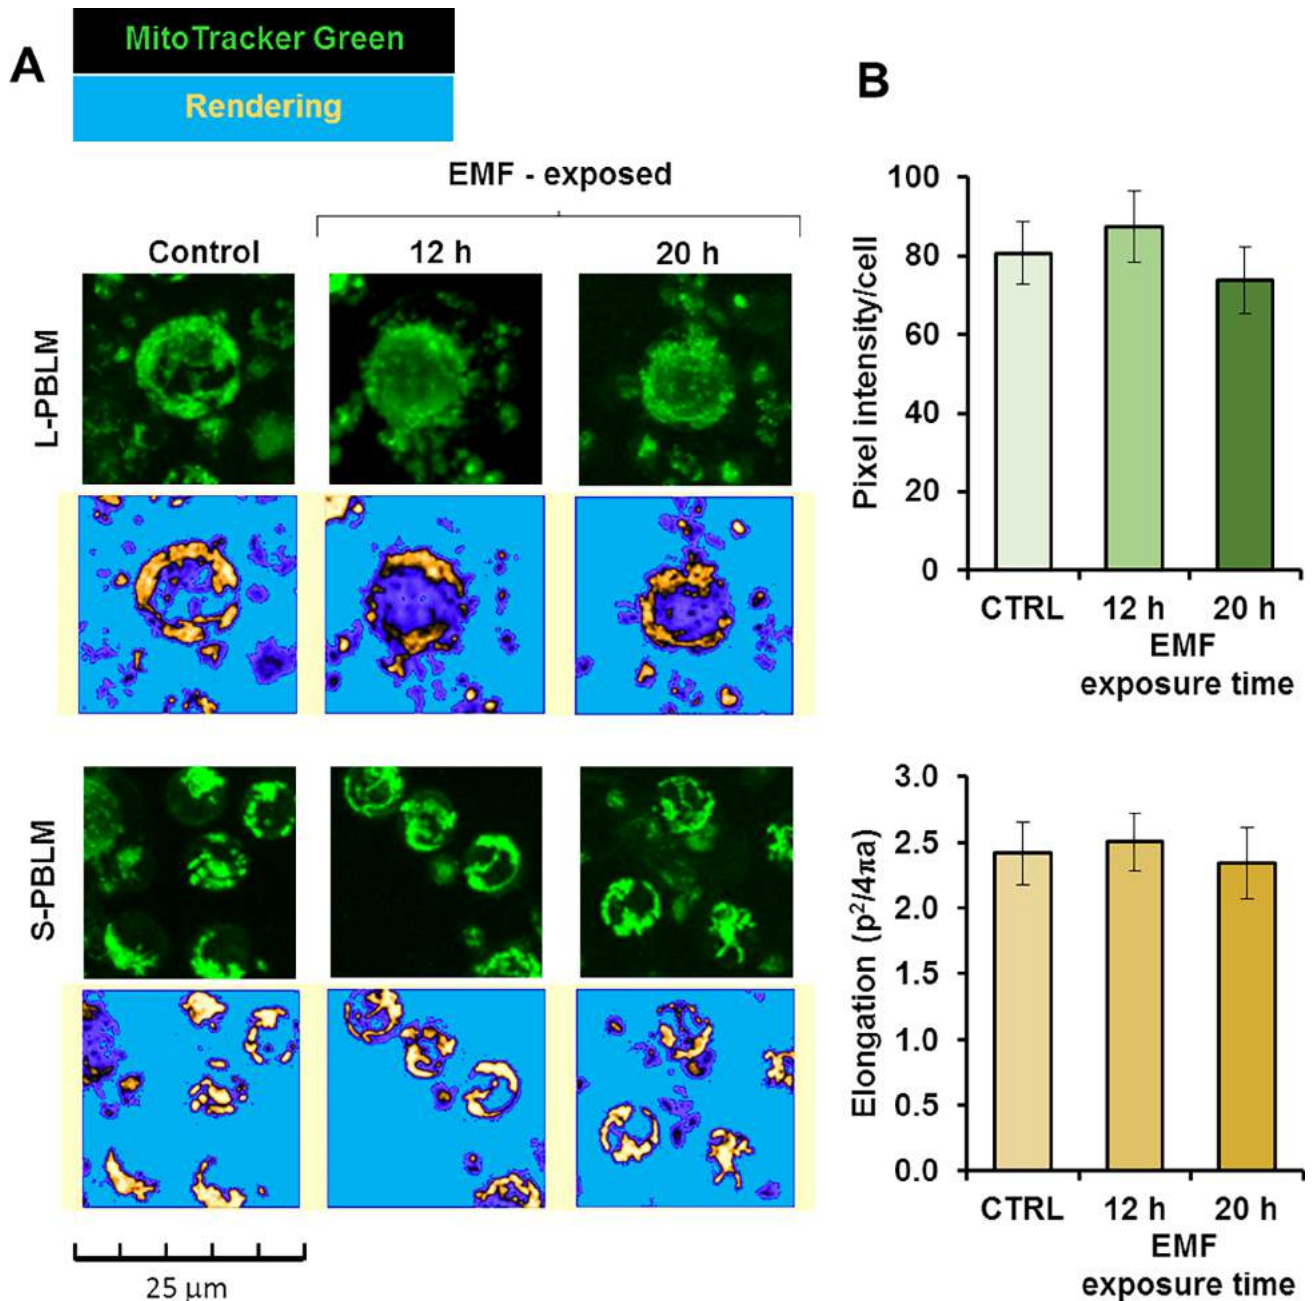 A
MitoTracker Green
Rendering
EMF - exposed
Control
12 h
20 h
L-PBLM
S-PBLM
25 µm
B
Pixel intensity/cell
100
80
60
40
20
0
CTRL
12 h
20 h
EMF
exposure time
Elongation (p²/4πa)
3.0
2.5
2.0
1.5
1.0
0.5
0.0
CTRL
12 h
20 h
EMF
exposure time